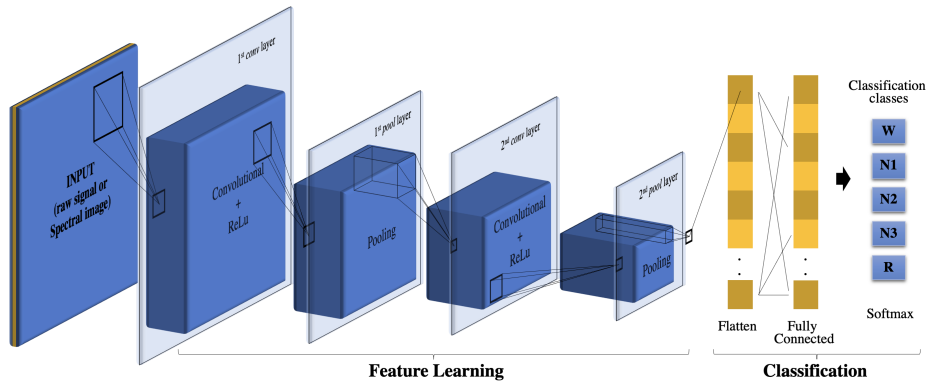 INPUT
(raw signal or
Spectral image)
1st conv layer
Convolutional
+
ReLu
1st pool layer
Pooling
2nd conv layer
Convolutional
+
ReLu
2nd pool layer
Pooling
Flatten
Fully
Connected
Classification
classes
W
N1
N2
N3
R
Softmax
Feature Learning
Classification